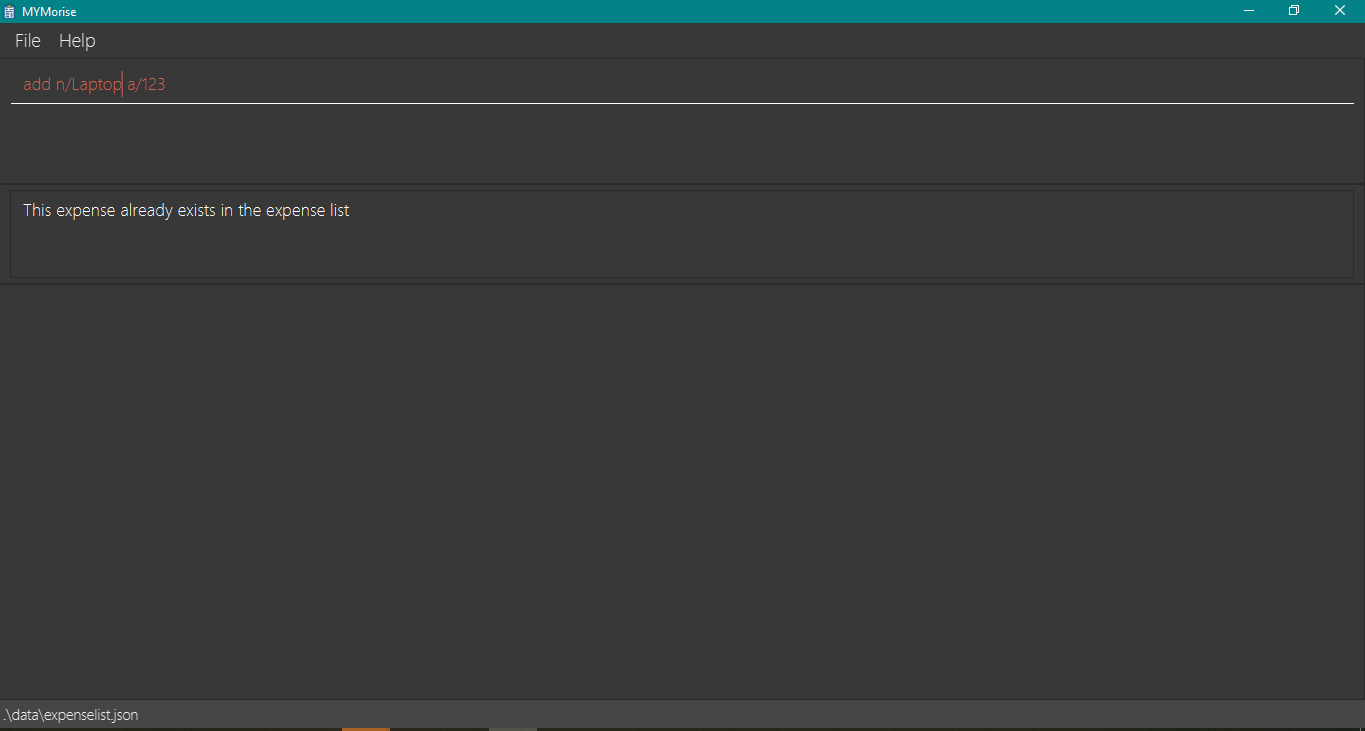 MYMorise
File Help
add n/Laptop a/123
This expense already exists in the expense list
.\data\expenselist.json